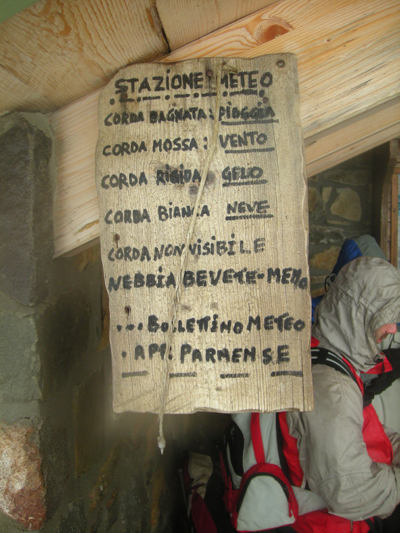 STAZIONE METEO
CORDA BAGNATA: PIOGGIA
CORDA MOSSA: VENTO
CORDA RIGIDA GELO
CORDA BIANCA NEVE
CORDA NON VISIBILE
NEBBIA BEVETE-MENO
... BOLLETTINO METEO
. APP. PARMENSE